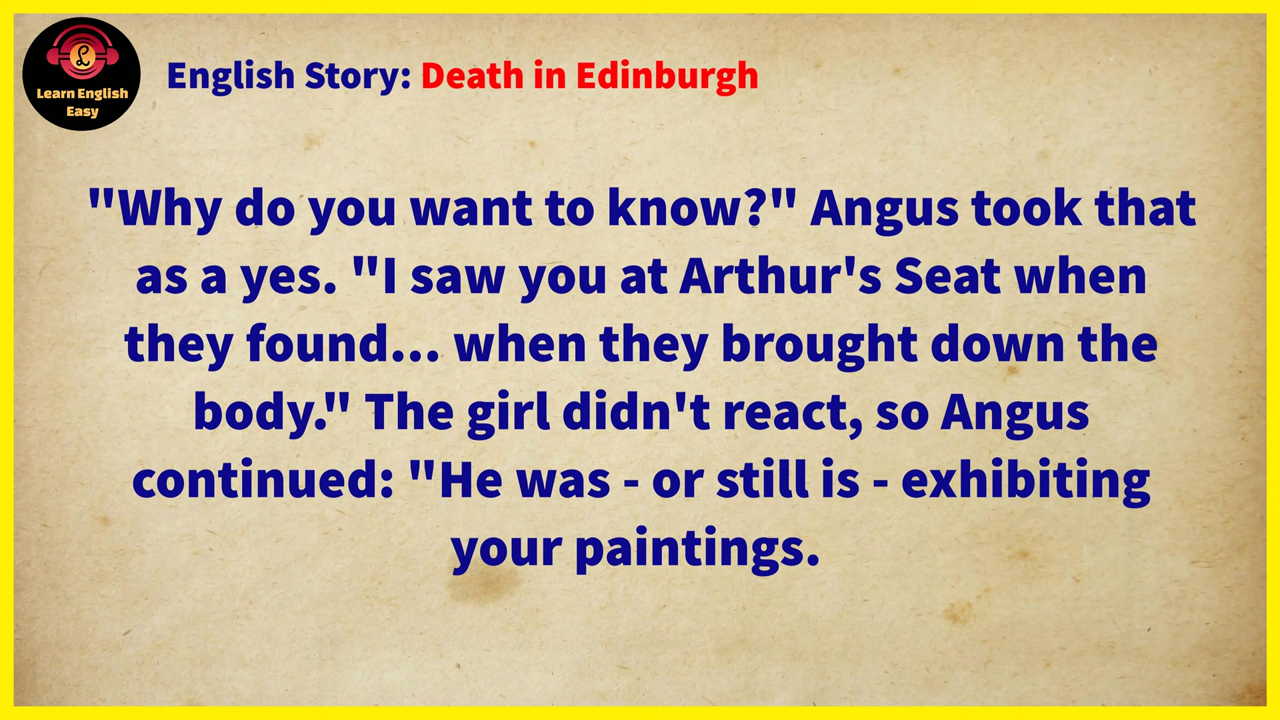 Learn English
Easy
English Story: Death in Edinburgh
"Why do you want to know?" Angus took that
as a yes. "I saw you at Arthur's Seat when
they found... when they brought down the
body." The girl didn't react, so Angus
continued: "He was - or still is - exhibiting
your paintings.